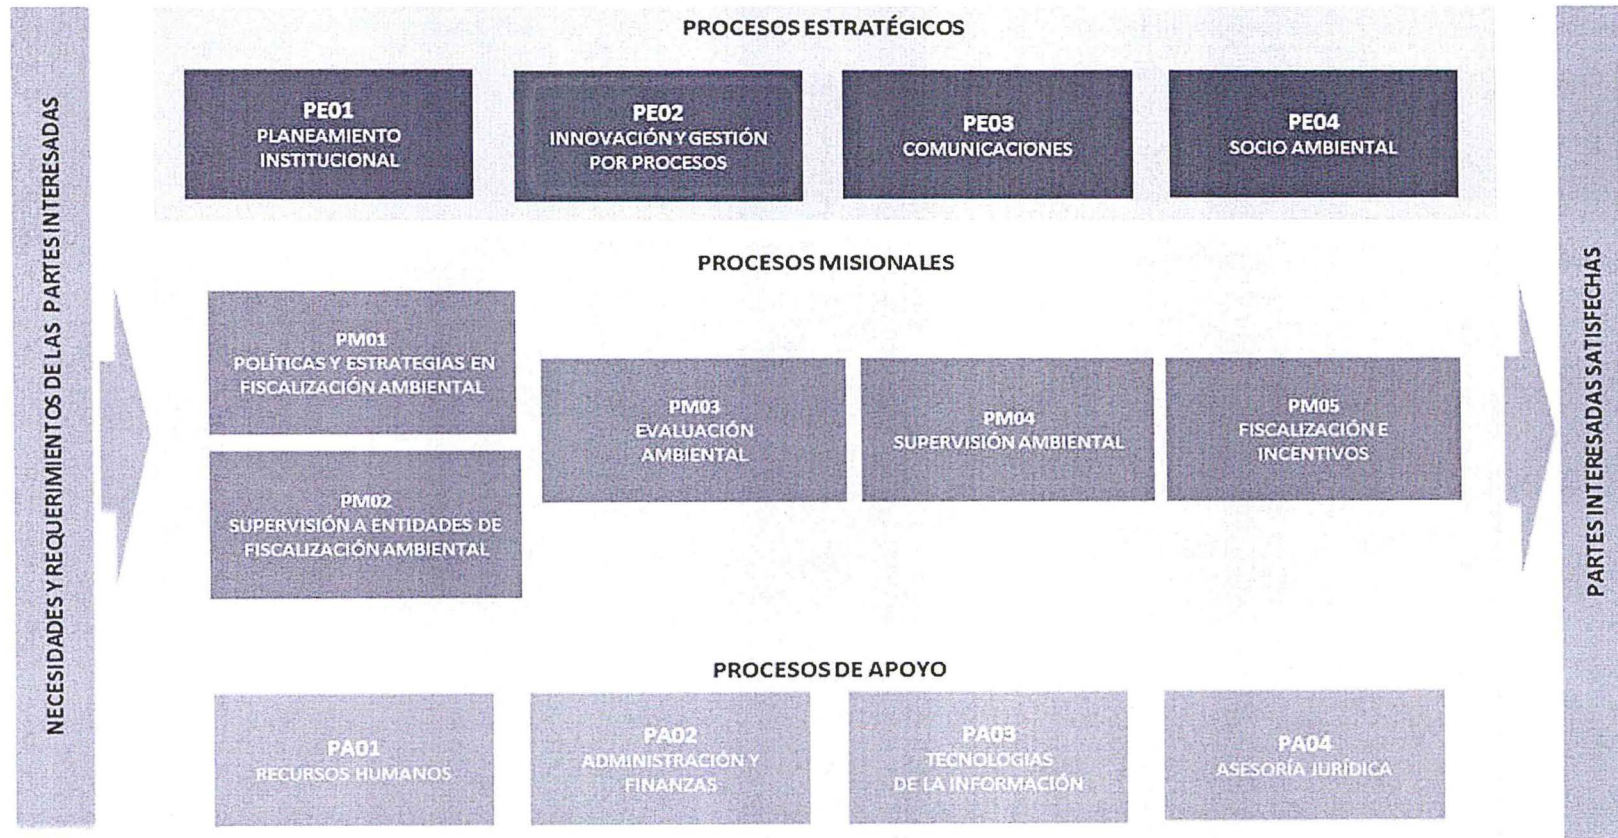 NECESIDADES Y REQUERIMIENTOS DE LAS PARTES INTERESADAS
PROCESOS ESTRATÉGICOS
PE01
PLANEAMIENTO
INSTITUCIONAL
PE02
INNOVACIÓN Y GESTIÓN
POR PROCESOS
PE03
COMUNICACIONES
PE04
SOCIO AMBIENTAL
PROCESOS MISIONALES
PM01
POLÍTICAS Y ESTRATEGIAS EN
FISCALIZACIÓN AMBIENTAL
PM02
SUPERVISIÓN A ENTIDADES DE
FISCALIZACIÓN AMBIENTAL
PM03
EVALUACIÓN
AMBIENTAL
PM04
SUPERVISIÓN AMBIENTAL
PM05
FISCALIZACIÓN E
INCENTIVOS
PROCESOS DE APOYO
PA01
RECURSOS HUMANOS
PA02
ADMINISTRACIÓN Y
FINANZAS
PA03
TECNOLOGIAS
DE LA INFORMACIÓN
PA04
ASESORÍA JURÍDICA
PARTES INTERESADAS SATISFECHAS